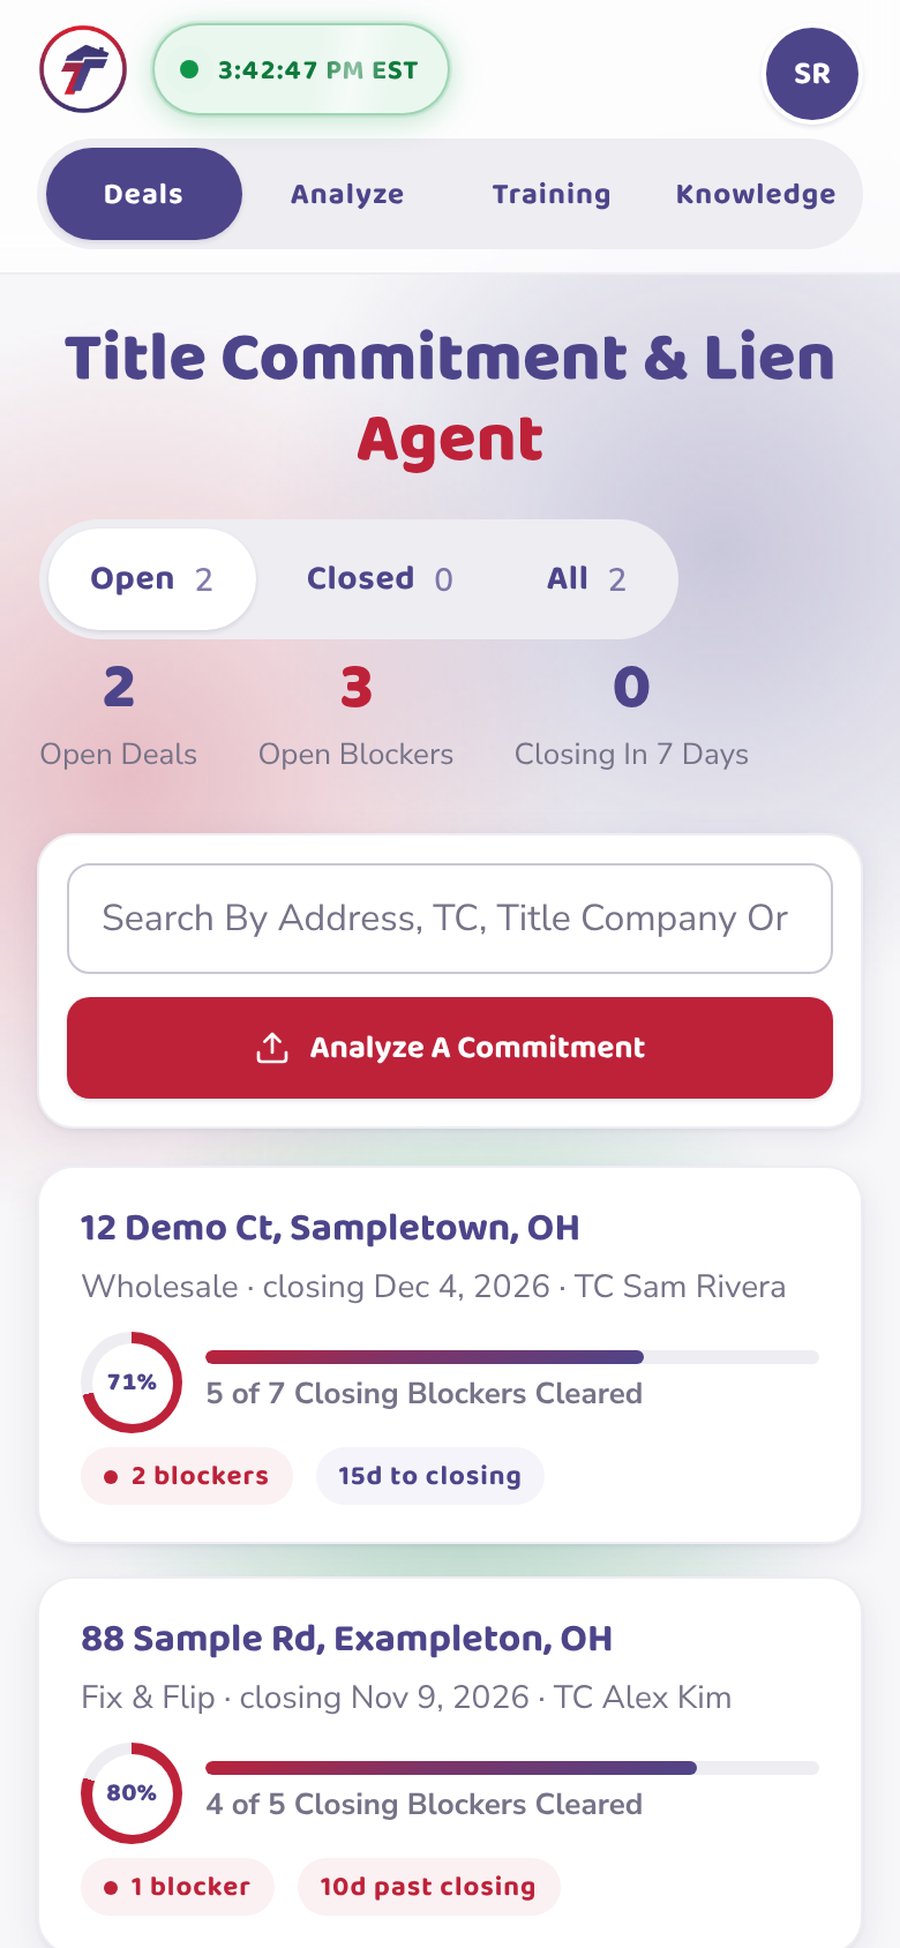 3:42:47 PM EST
SR
Deals Analyze Training Knowledge
Title Commitment & Lien
Agent
Open 2 Closed 0 All 2
2 3 0
Open Deals Open Blockers Closing In 7 Days
Search By Address, TC, Title Company Or
Analyze A Commitment
12 Demo Ct, Sampletown, OH
Wholesale · closing Dec 4, 2026 · TC Sam Rivera
71%
5 of 7 Closing Blockers Cleared
2 blockers 15d to closing
88 Sample Rd, Exampleton, OH
Fix & Flip · closing Nov 9, 2026 · TC Alex Kim
80%
4 of 5 Closing Blockers Cleared
1 blocker 10d past closing